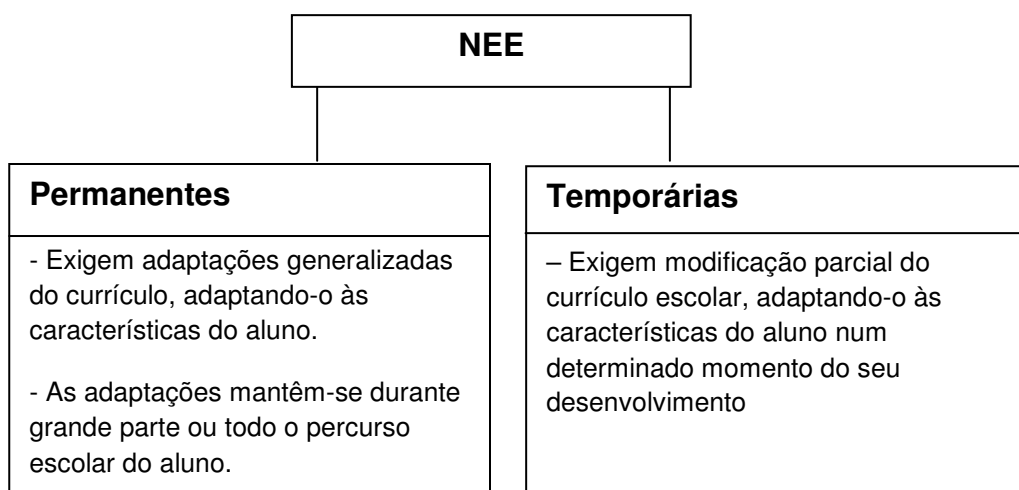 NEE
Permanentes
- Exigem adaptações generalizadas
do currículo, adaptando-o às
características do aluno.
- As adaptações mantêm-se durante
grande parte ou todo o percurso
escolar do aluno.
Temporárias
– Exigem modificação parcial do
currículo escolar, adaptando-o às
características do aluno num
determinado momento do seu
desenvolvimento